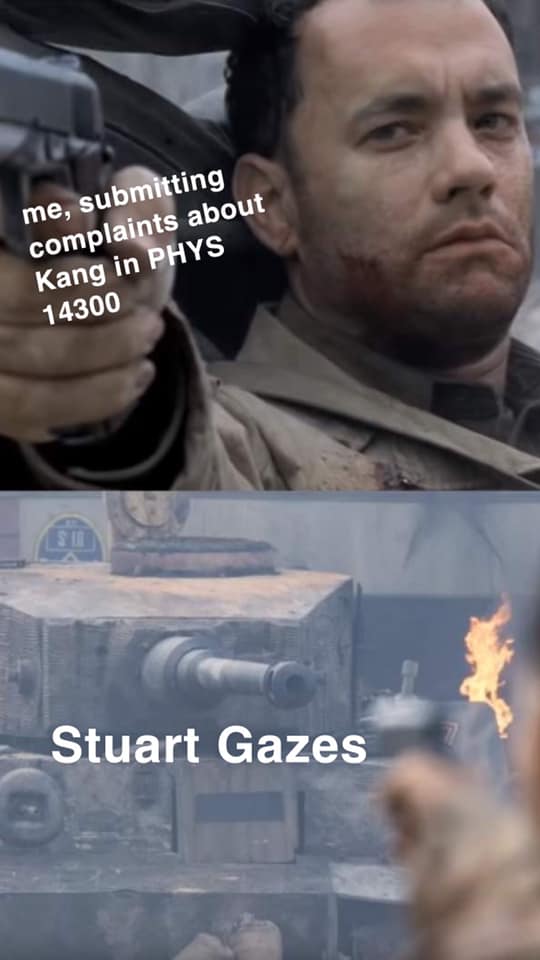 me, submitting
complaints about
Kang in PHYS
14300
Stuart Gazes